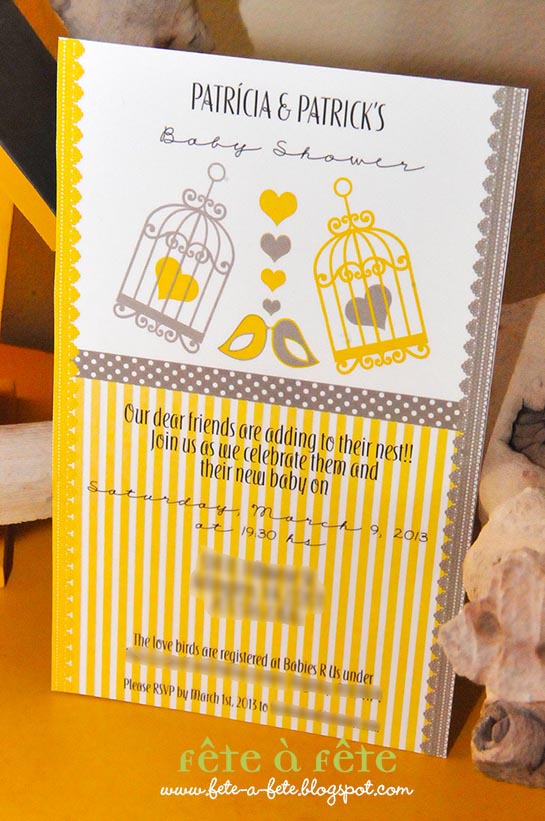 PATRÍCIA & PATRICK'S
Baby Shower
Our dear friends are adding to their nest!!
Join us as we celebrate them and
their new baby on
Saturday, March 9, 2013
at 19:30 hs
The love birds are registered at Babies R Us under
Please RSVP by March 1st, 2013 to
fête à fête
www.fete-a-fete.blogspot.com